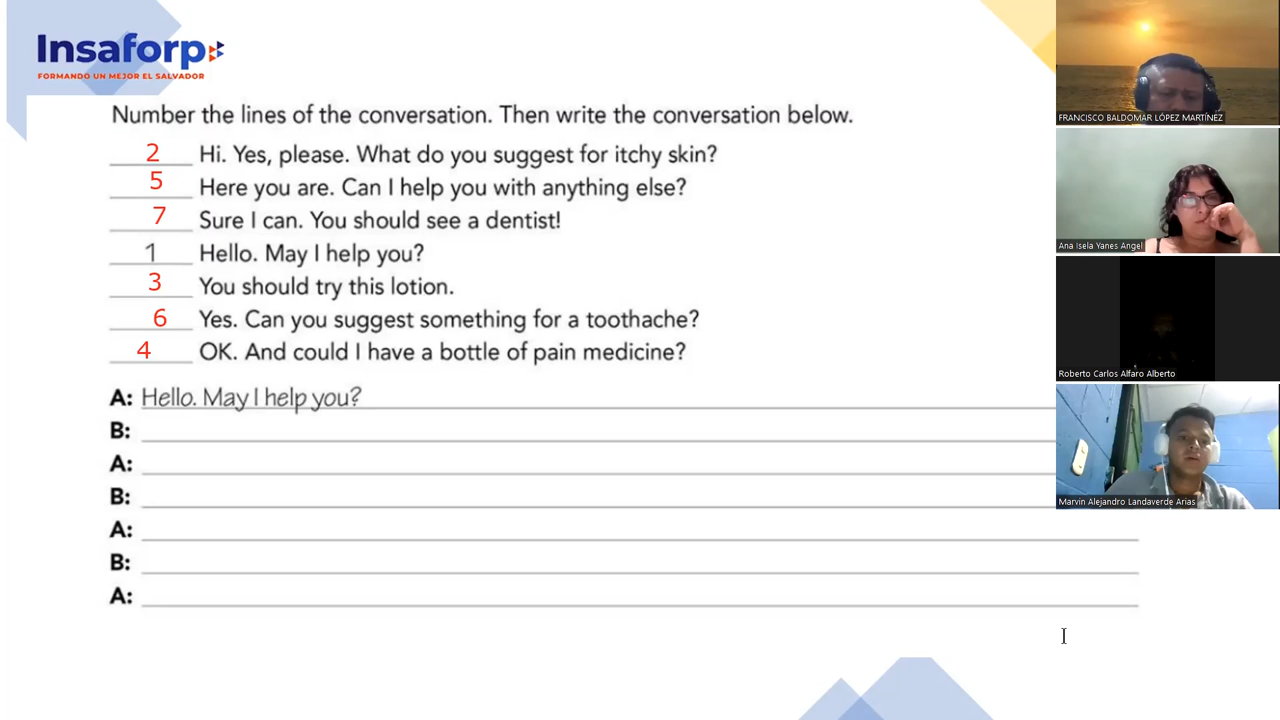 Insaforp
FORMANDO UN MEJOR EL SALVADOR
Number the lines of the conversation. Then write the conversation below.
2 Hi. Yes, please. What do you suggest for itchy skin?
5 Here you are. Can I help you with anything else?
7 Sure I can. You should see a dentist!
1 Hello. May I help you?
3 You should try this lotion.
6 Yes. Can you suggest something for a toothache?
4 OK. And could I have a bottle of pain medicine?
A: Hello. May I help you?
B:
A:
B:
A:
B:
A:
FRANCISCO BALDOMAR LÓPEZ MARTÍNEZ
Ana Isela Yanes Angel
Roberto Carlos Alfaro Alberto
Marvin Alejandro Landaverde Arias